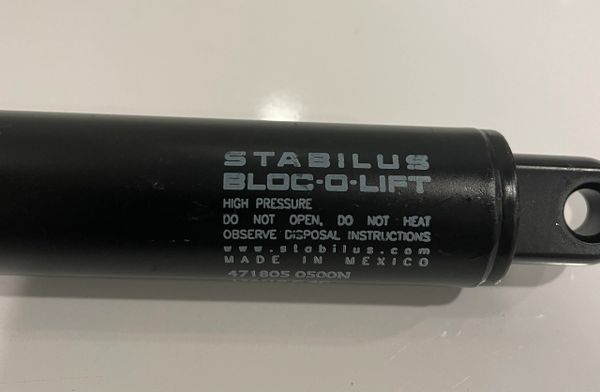 STABILUS
BLOC-O-LIFT
HIGH PRESSURE
DO NOT OPEN, DO NOT HEAT
OBSERVE DISPOSAL INSTRUCTIONS
www.stabilus.com
MADE IN MEXICO
471805 0500N